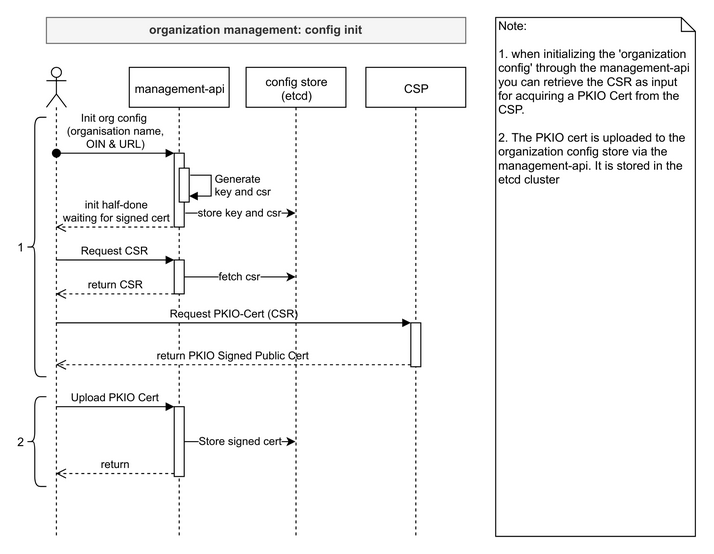 organization management: config init
management-api
config store
(etcd)
CSP
Init org config
(organisation name,
OIN & URL)
Generate
key and csr
store key and csr
init half-done
waiting for signed cert
1
Request CSR
fetch csr
return CSR
Request PKIO-Cert (CSR)
return PKIO Signed Public Cert
Upload PKIO Cert
2
Store signed cert
return
Note:
1. when initializing the 'organization
config' through the management-api
you can retrieve the CSR as input
for acquiring a PKIO Cert from the
CSP.
2. The PKIO cert is uploaded to the
organization config store via the
management-api. It is stored in the
etcd cluster